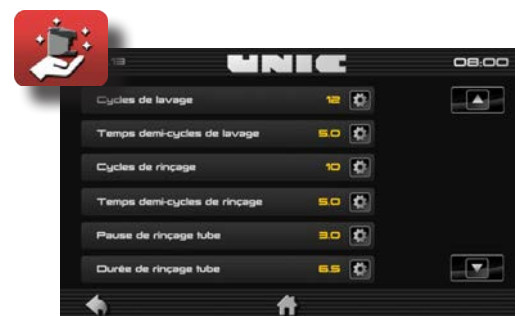 13 UNIC 08:00
Cycles de lavage 12
Temps demi-cycles de lavage 5.0
Cycles de rinçage 10
Temps demi-cycles de rinçage 5.0
Pause de rinçage tube 3.0
Durée de rinçage tube 6.5